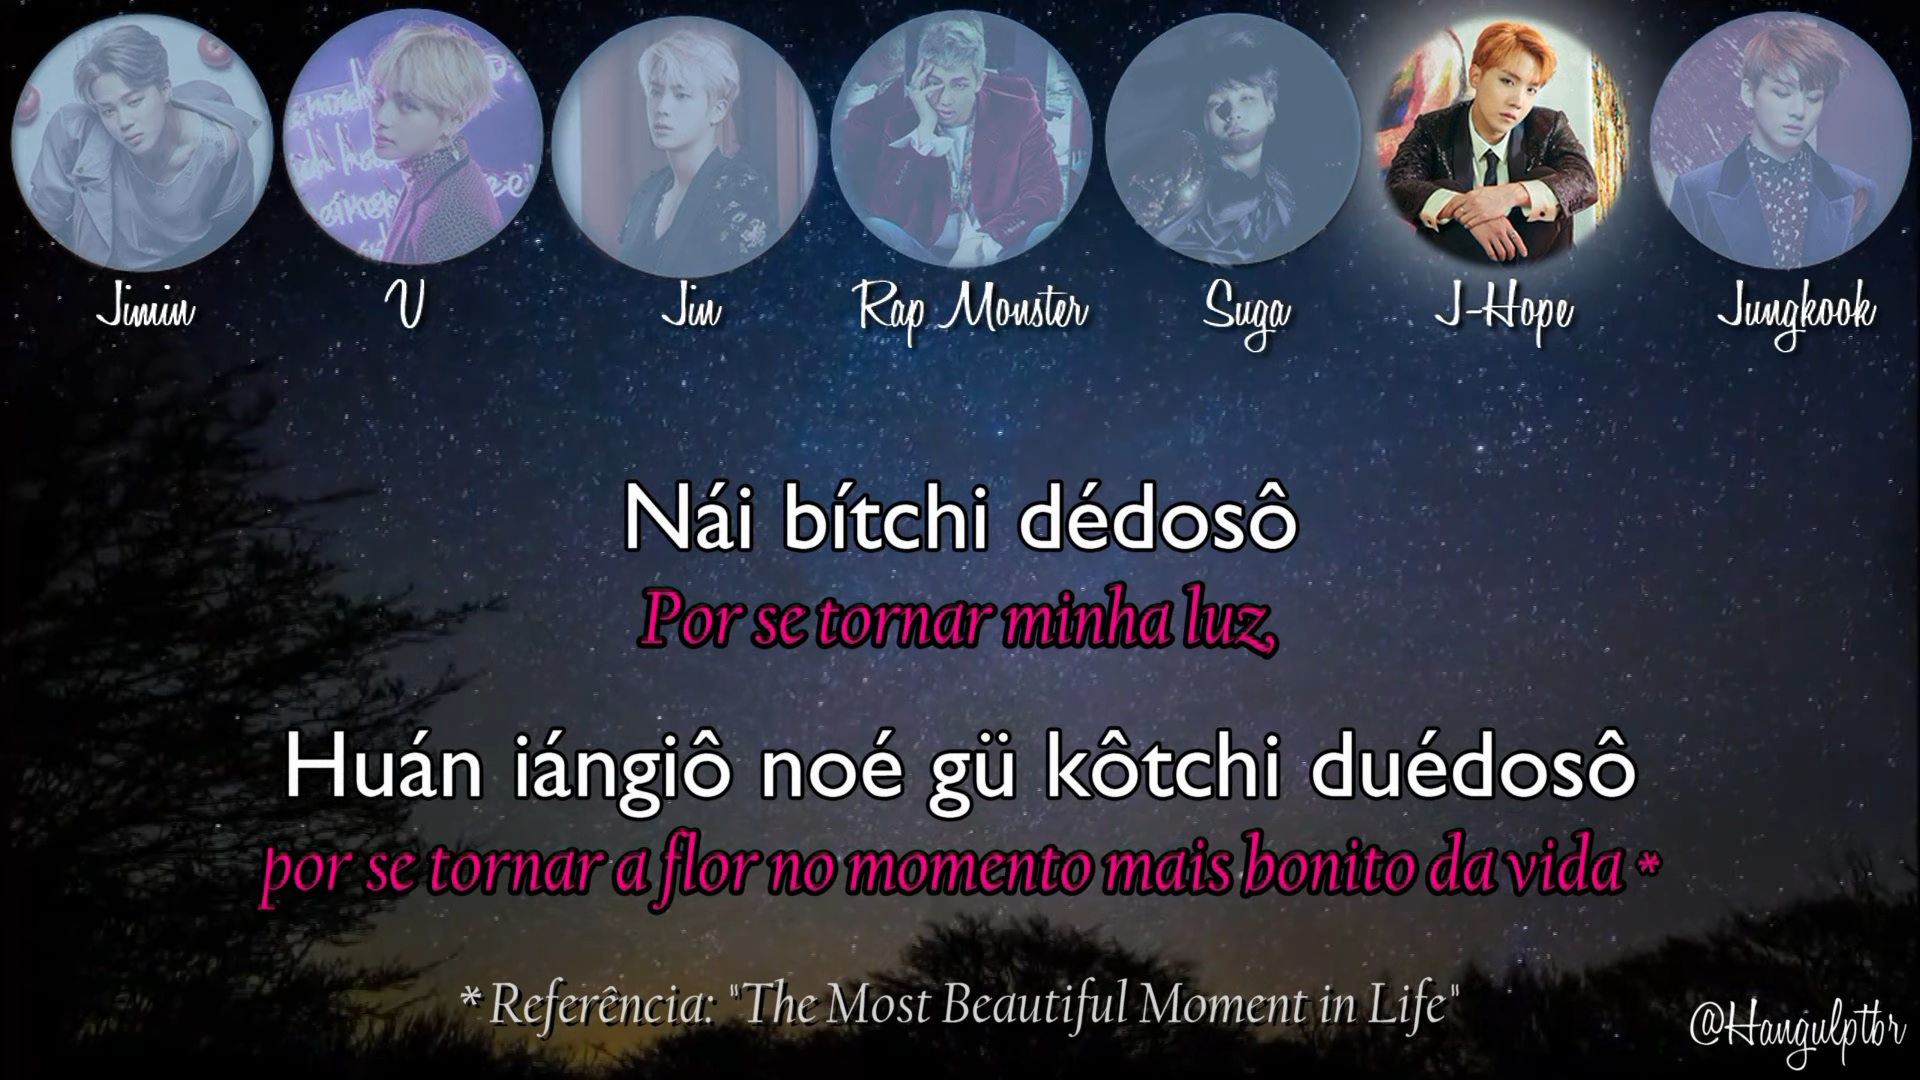 Jimin
V
Jin
Rap Monster
Suga
J-Hope
Jungkook
Nái bítchi dédosô
Por se tornar minha luz,
Huán iángiô noé gü kôtchi duédosô
por se tornar a flor no momento mais bonito da vida *
* Referência: "The Most Beautiful Moment in Life"
@Hangulptbr